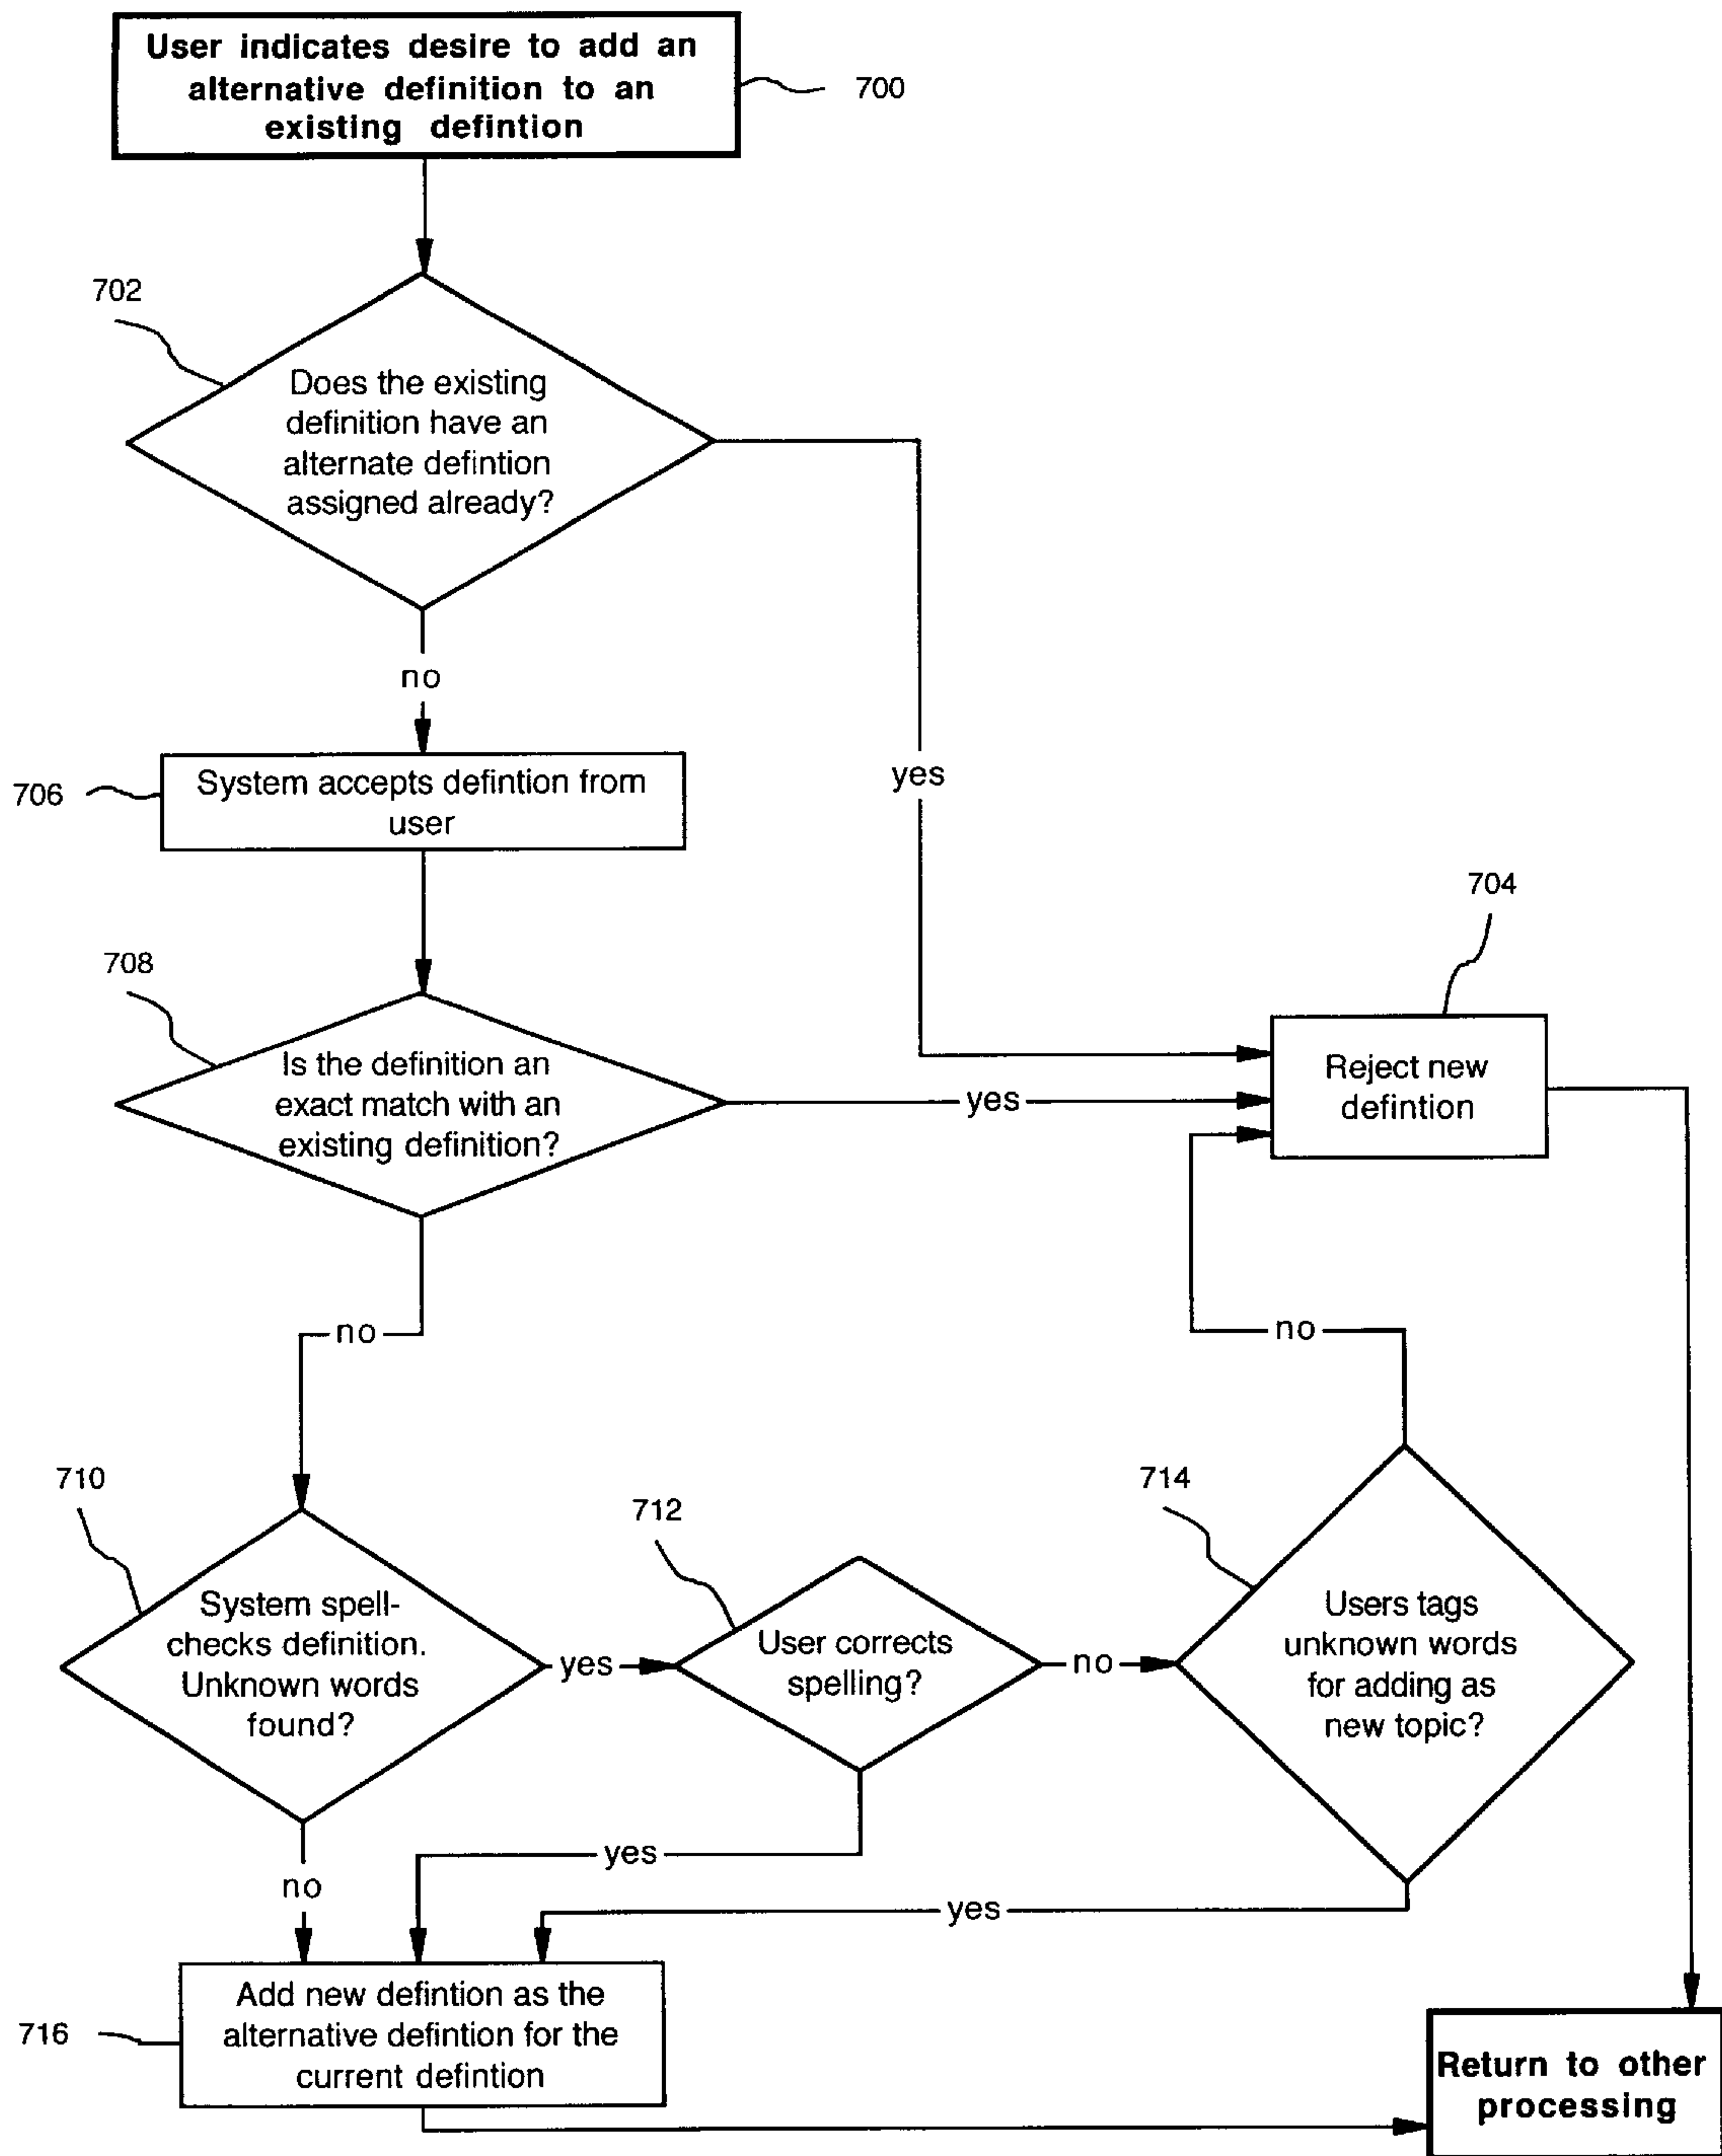 User indicates desire to add an
alternative definition to an
existing defintion
700
702
Does the existing
definition have an
alternate defintion
assigned already?
no
yes
706
System accepts defintion from
user
704
708
Is the definition an
exact match with an
existing definition?
yes
Reject new
defintion
no
no
710
712
714
System spell-
checks definition.
Unknown words
found?
yes
User corrects
spelling?
no
Users tags
unknown words
for adding as
new topic?
yes
no
yes
716
Add new defintion as the
alternative defintion for the
current defintion
Return to other
processing